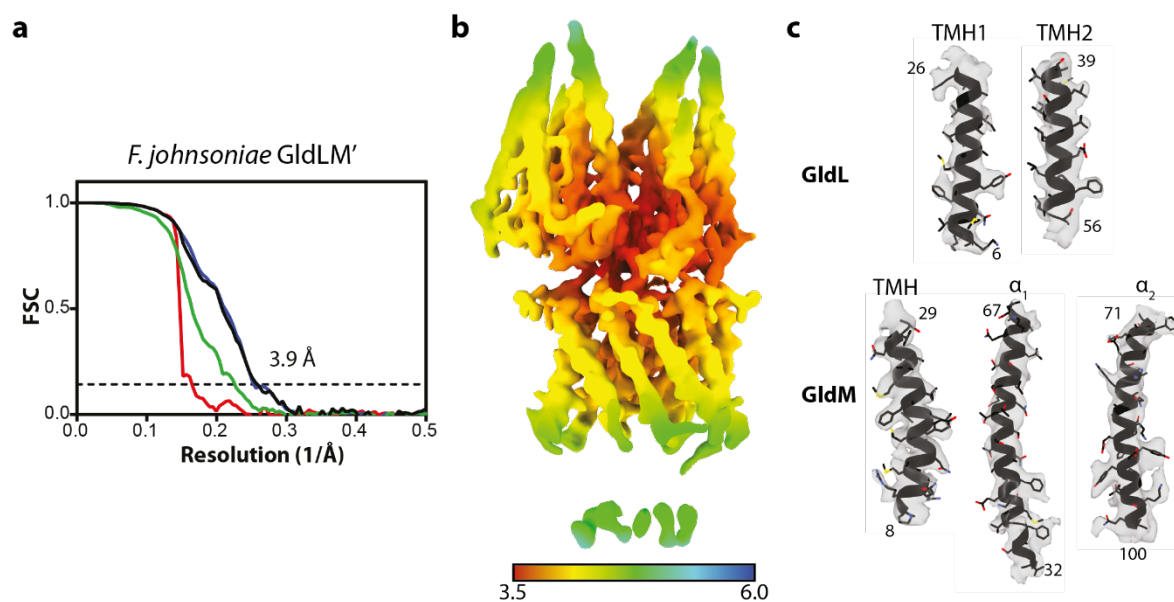 a
F. johnsoniae GldLM’
1.0
0.5
0.0
FSC
3.9 Å
0.0 0.1 0.2 0.3 0.4 0.5
Resolution (1/Å)
b
3.5 6.0
c
TMH1 TMH2
26 39
GldL
56
6
TMH α1 α2
29 67 71
GldM
8 32 100